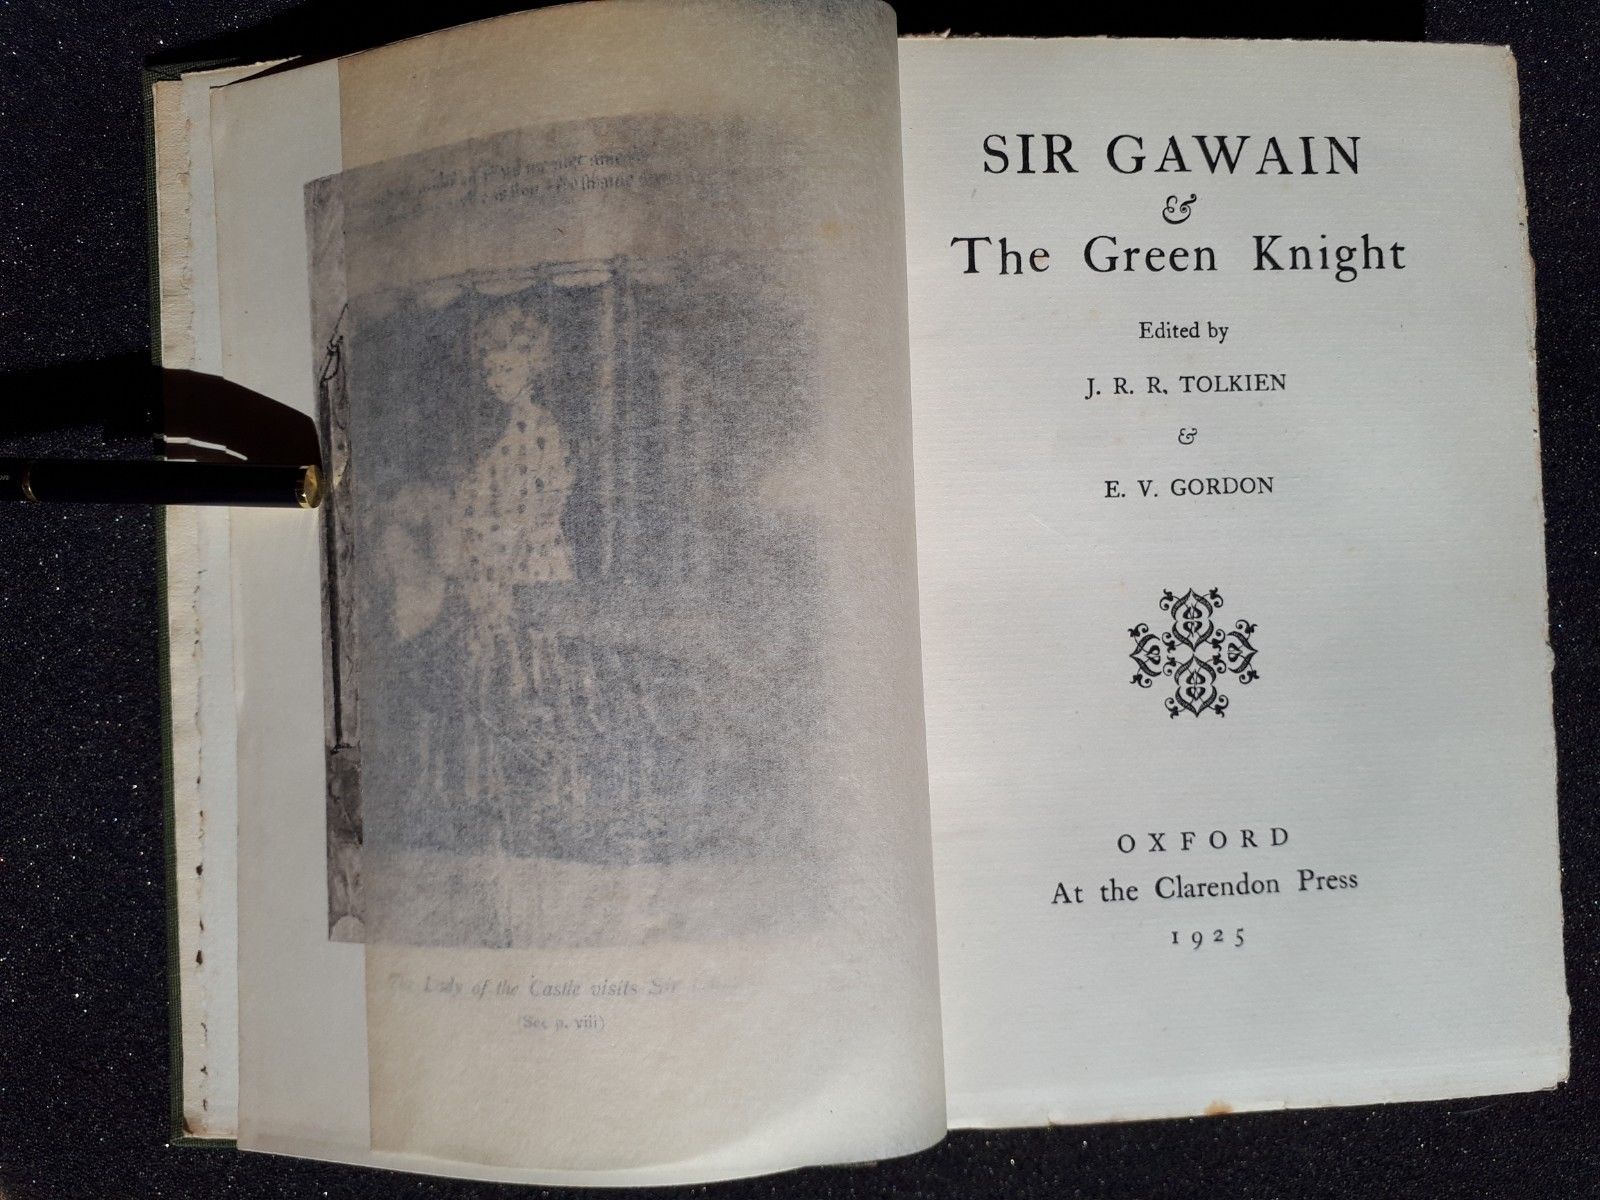 The Lady of the Castle visits Sir
(See p. viii)
SIR GAWAIN
&
The Green Knight
Edited by
J. R. R. TOLKIEN
&
E. V. GORDON
OXFORD
At the Clarendon Press
1925